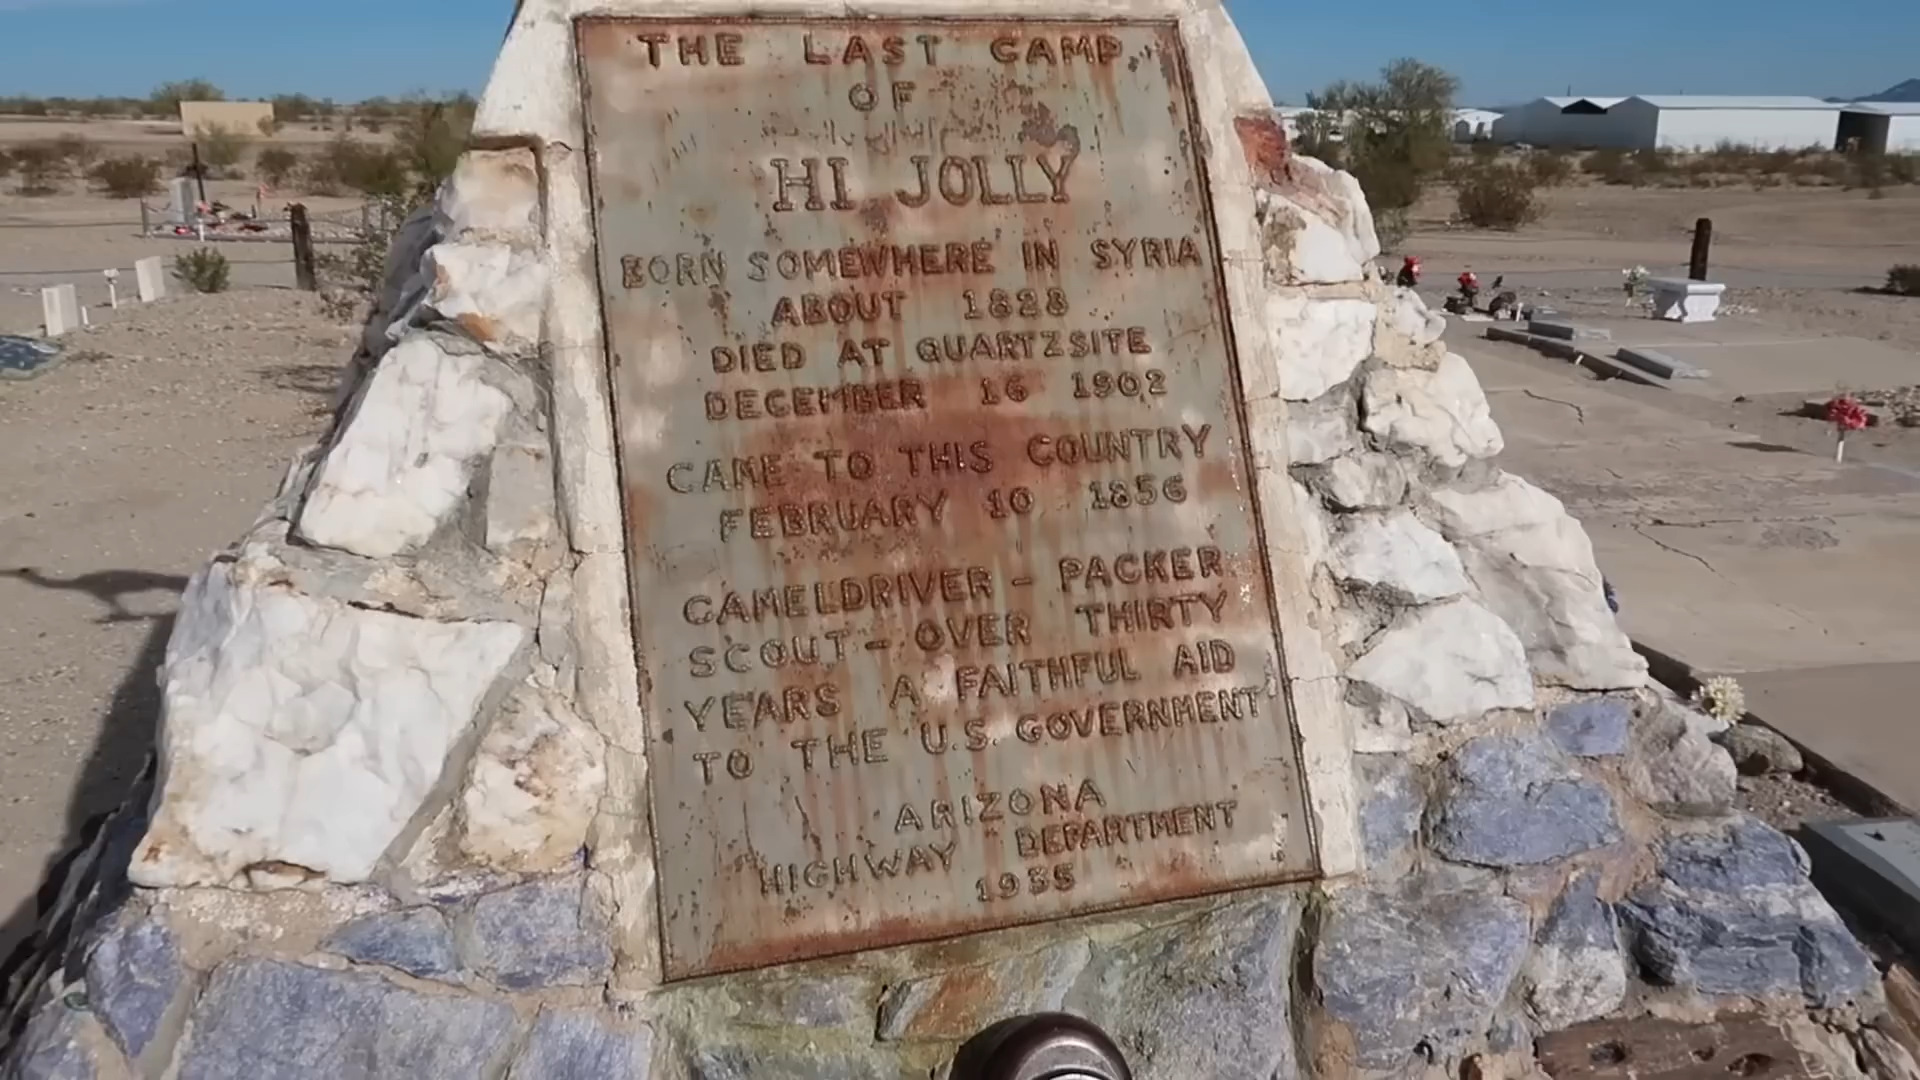 THE LAST CAMP
OF
HI JOLLY
BORN SOMEWHERE IN SYRIA
ABOUT 1828
DIED AT QUARTZSITE
DECEMBER 16 1902
CAME TO THIS COUNTRY
FEBRUARY 10 1856
CAMELDRIVER – PACKER
SCOUT – OVER THIRTY
YEARS A FAITHFUL AID
TO THE U.S. GOVERNMENT
ARIZONA
HIGHWAY DEPARTMENT
1935